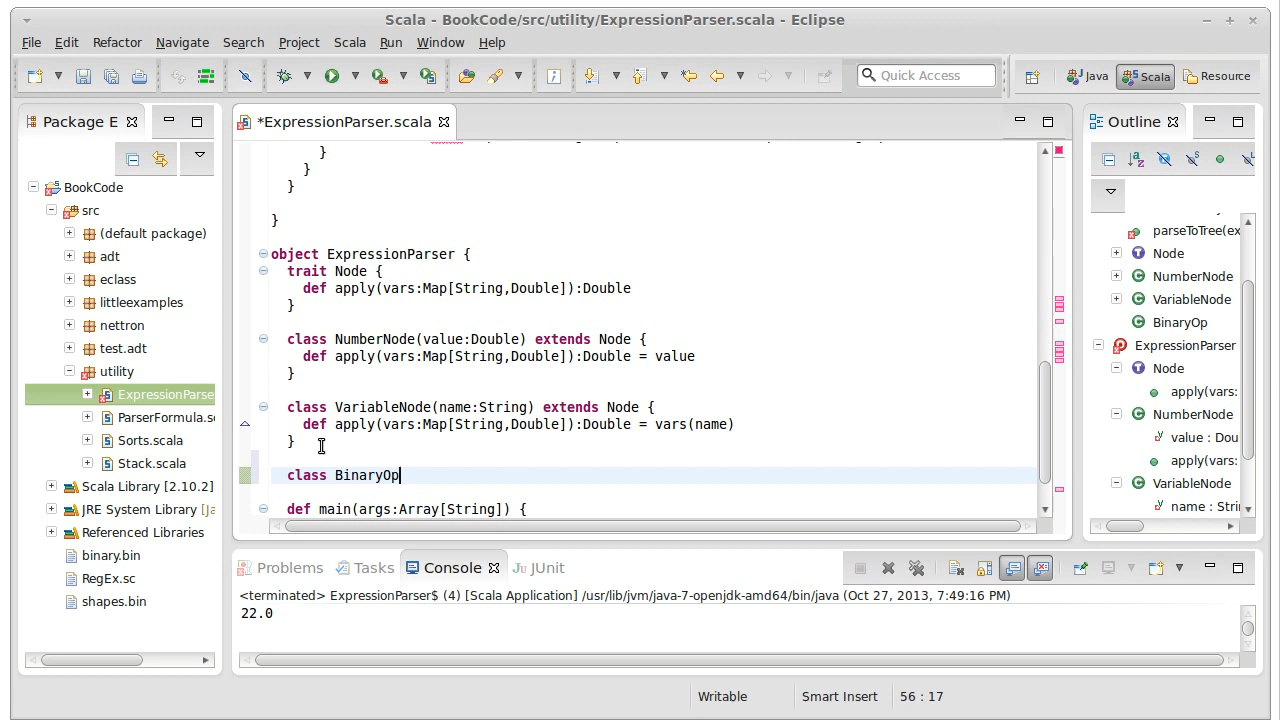 Scala - BookCode/src/utility/ExpressionParser.scala - Eclipse
File Edit Refactor Navigate Search Project Scala Run Window Help
Quick Access
Java
Scala
Resource
Package E
BookCode
src
(default package)
adt
eclass
littleexamples
nettron
test.adt
utility
ExpressionParse
ParserFormula.sc
Sorts.scala
Stack.scala
Scala Library [2.10.2]
JRE System Library [Ja
Referenced Libraries
binary.bin
RegEx.sc
shapes.bin
*ExpressionParser.scala
}
}
}
}
object ExpressionParser {
trait Node {
def apply(vars:Map[String,Double]):Double
}
class NumberNode(value:Double) extends Node {
def apply(vars:Map[String,Double]):Double = value
}
class VariableNode(name:String) extends Node {
def apply(vars:Map[String,Double]):Double = vars(name)
}
class BinaryOp
def main(args:Array[String]) {
Outline
parseToTree(ex
Node
NumberNode
VariableNode
BinaryOp
ExpressionParser
Node
apply(vars:
NumberNode
value : Dou
apply(vars:
VariableNode
name : Stri
Problems
Tasks
Console
JUnit
<terminated> ExpressionParser$ (4) [Scala Application] /usr/lib/jvm/java-7-openjdk-amd64/bin/java (Oct 27, 2013, 7:49:16 PM)
22.0
Writable
Smart Insert
56 : 17